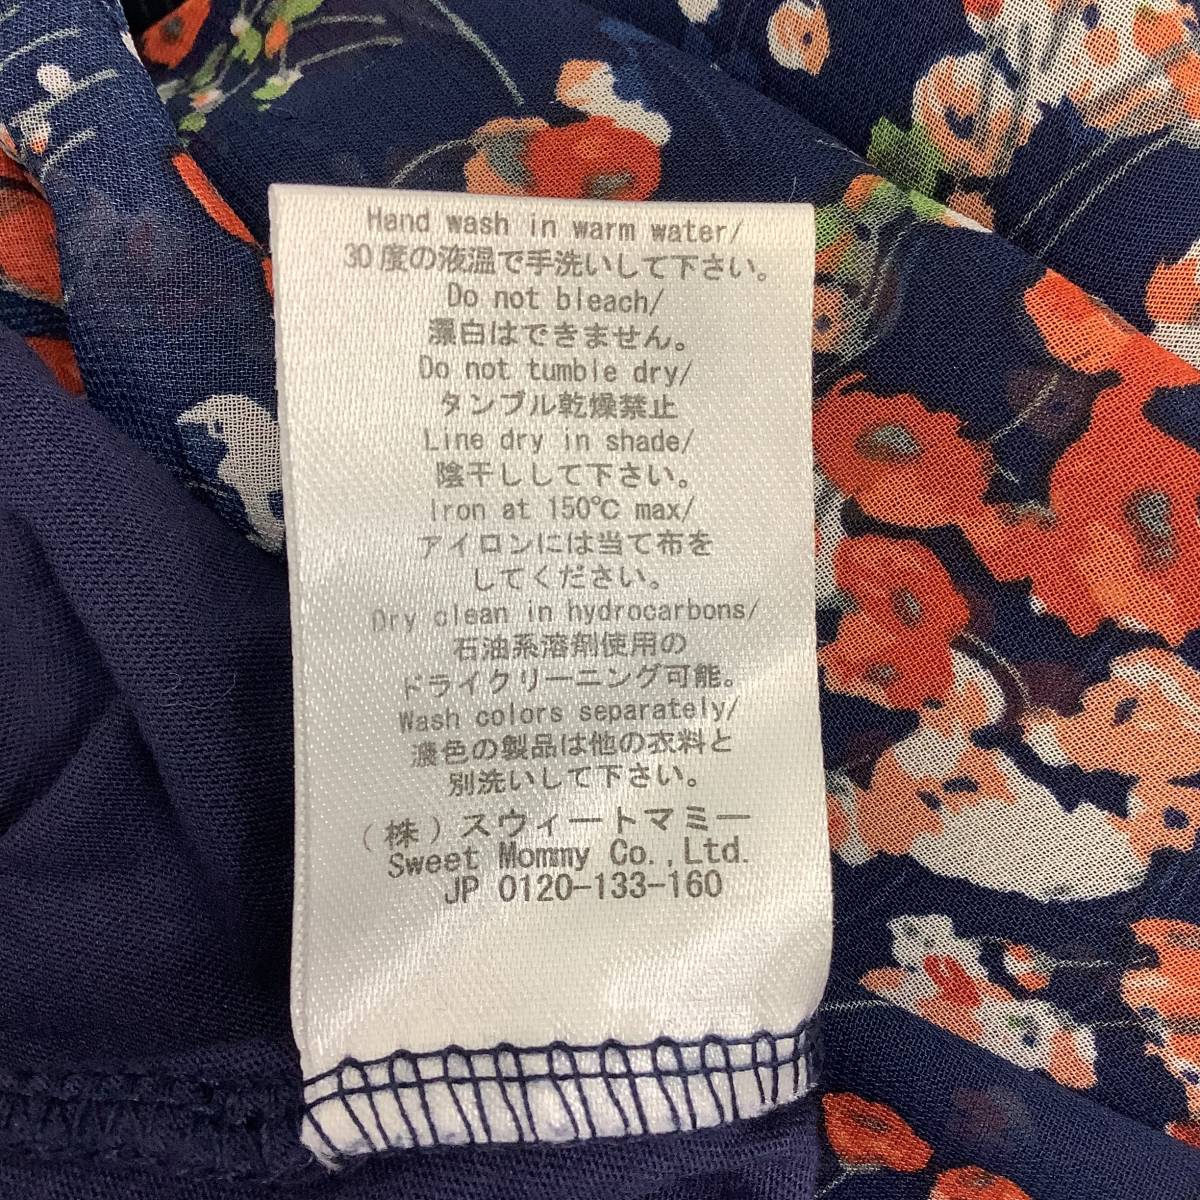 Hand wash in warm water/
30度の液温で手洗いして下さい。
Do not bleach/
漂白はできません。
Do not tumble dry/
タンブル乾燥禁止
Line dry in shade/
陰干しして下さい。
Iron at 150℃ max/
アイロンには当て布を
してください。
Dry clean in hydrocarbons/
石油系溶剤使用の
ドライクリーニング可能。
Wash colors separately/
濃色の製品は他の衣料と
別洗いして下さい。
(株)スウィートマミー
Sweet Mommy Co.,Ltd.
JP 0120-133-160